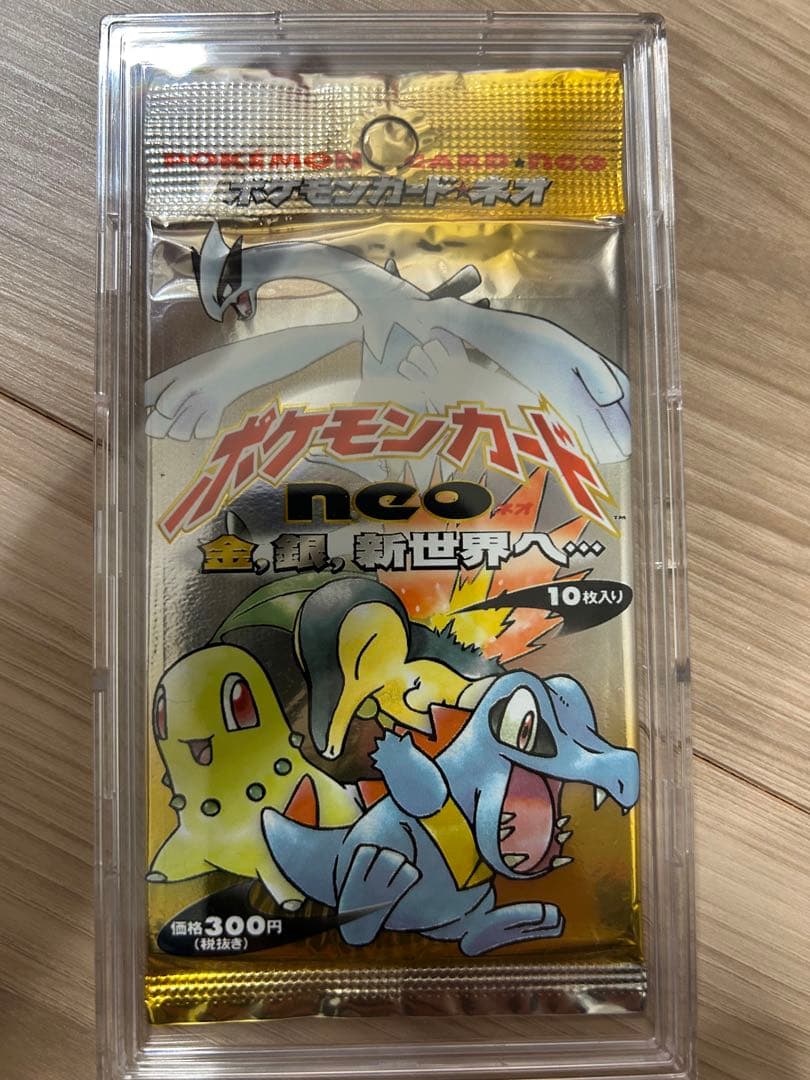 POKÉMON CARD★neo
ポケモンカード★ネオ
ポケモンカード
neo ネオ
™
金,銀,新世界へ…
10枚入り
価格300円
(税抜き)